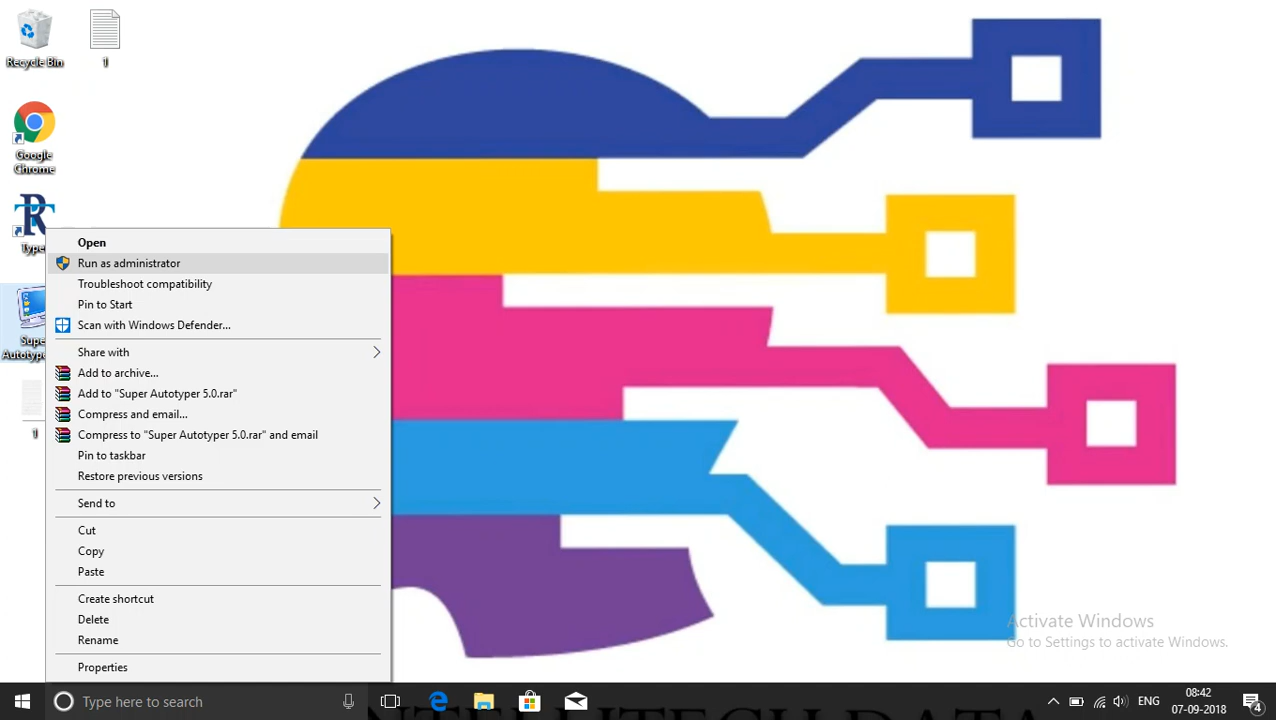 Recycle Bin
1
Google
Chrome
Open
Run as administrator
Troubleshoot compatibility
Pin to Start
Scan with Windows Defender...
Share with
Add to archive...
Add to "Super Autotyper 5.0.rar"
Compress and email...
Compress to "Super Autotyper 5.0.rar" and email
Pin to taskbar
Restore previous versions
Send to
Cut
Copy
Paste
Create shortcut
Delete
Rename
Properties
1
Activate Windows
Go to Settings to activate Windows.
Type here to search
ENG
08:42
07-09-2018
4